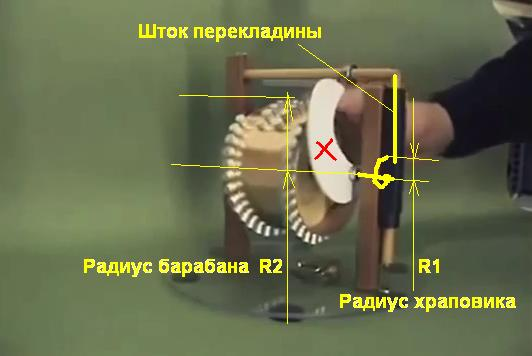 Шток перекладины
Радиус барабана R2
R1
Радиус храповика